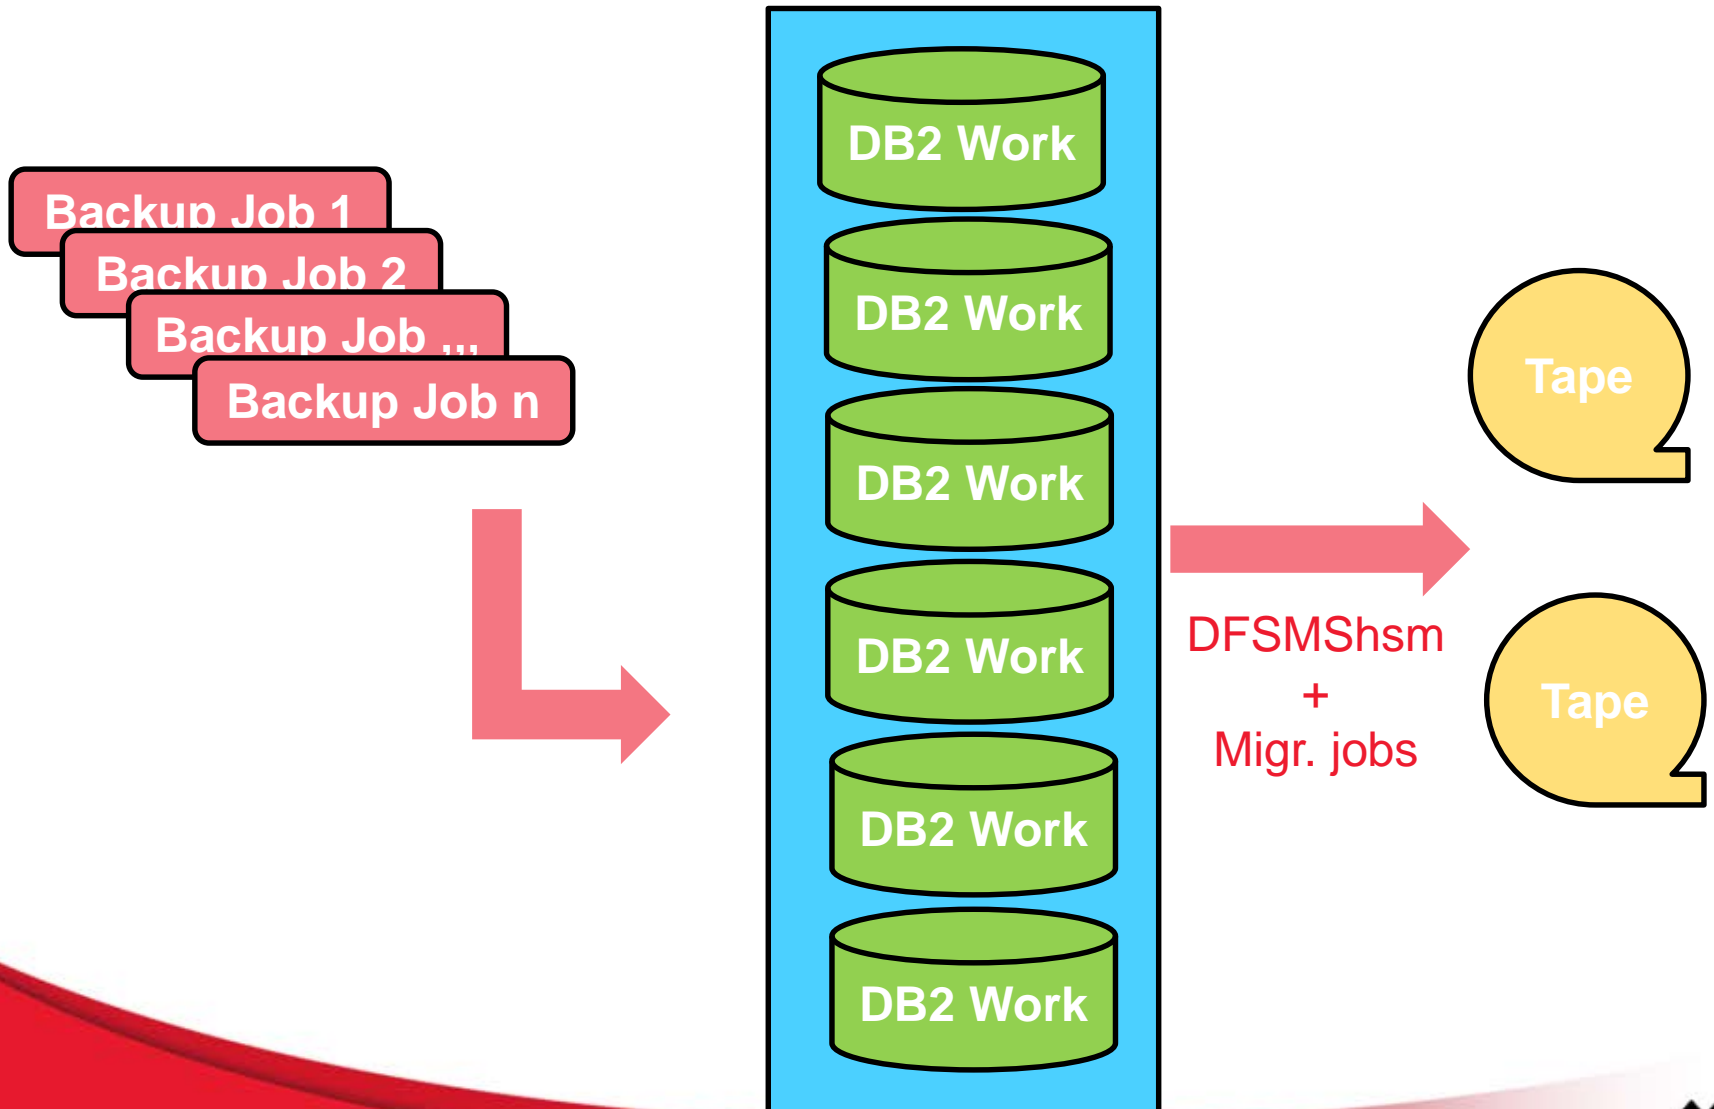 Backup Job 1
Backup Job 2
Backup Job ,,,
Backup Job n
DB2 Work
DB2 Work
DB2 Work
DB2 Work
DB2 Work
DB2 Work
DFSMShsm
+
Migr. jobs
Tape
Tape